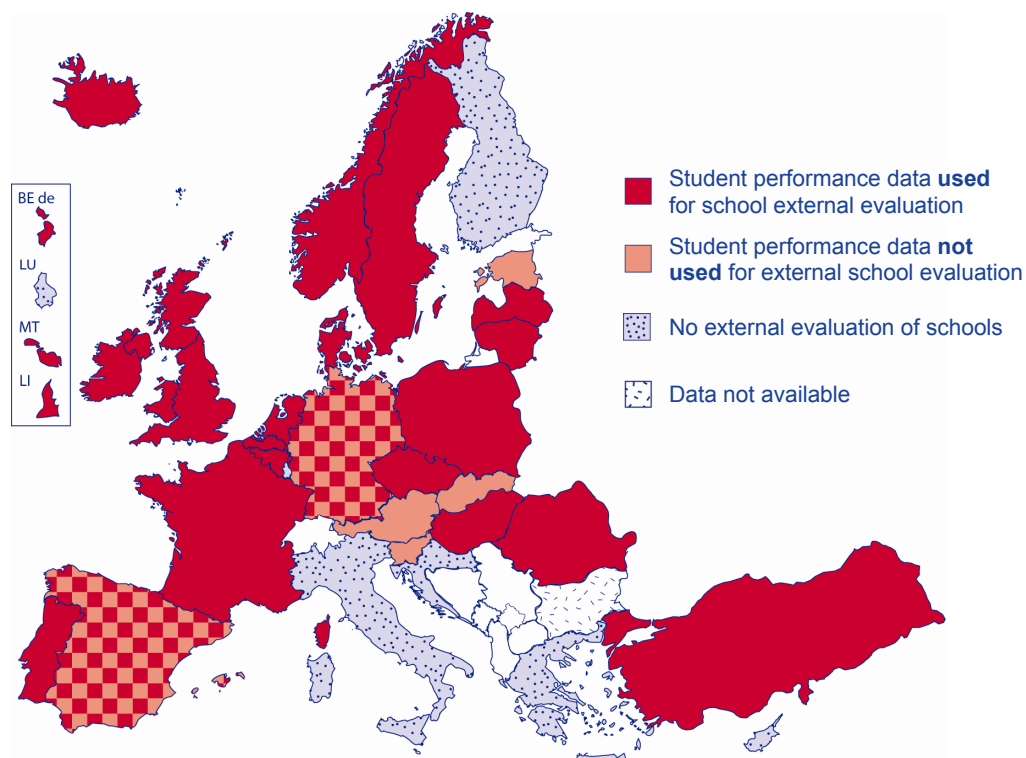 BE de
LU
MT
LI
Student performance data used
for school external evaluation
Student performance data not
used for external school evaluation
No external evaluation of schools
Data not available